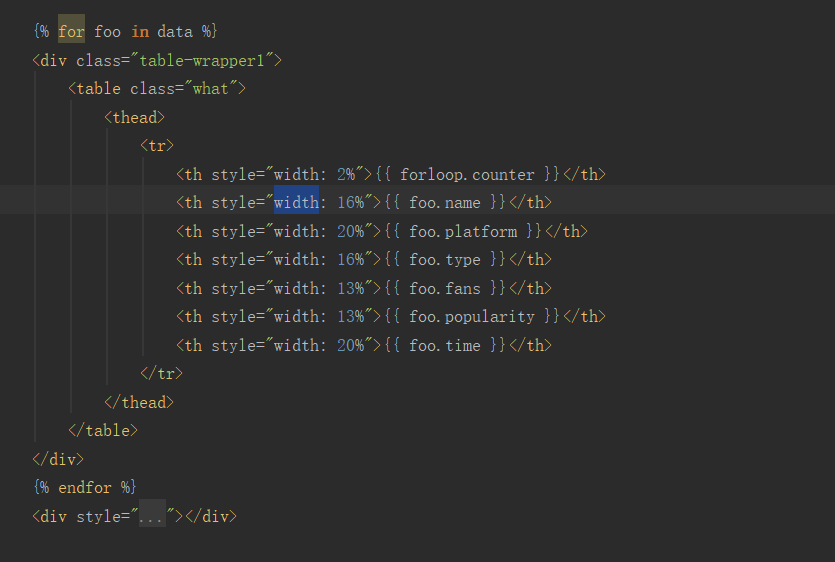 {% for foo in data %}
<div class="table-wrapper1">
<table class="what">
<thead>
<tr>
<th style="width: 2%">{{ forloop.counter }}</th>
<th style="width: 16%">{{ foo.name }}</th>
<th style="width: 20%">{{ foo.platform }}</th>
<th style="width: 16%">{{ foo.type }}</th>
<th style="width: 13%">{{ foo.fans }}</th>
<th style="width: 13%">{{ foo.popularity }}</th>
<th style="width: 20%">{{ foo.time }}</th>
</tr>
</thead>
</table>
</div>
{% endfor %}
<div style="..."></div>